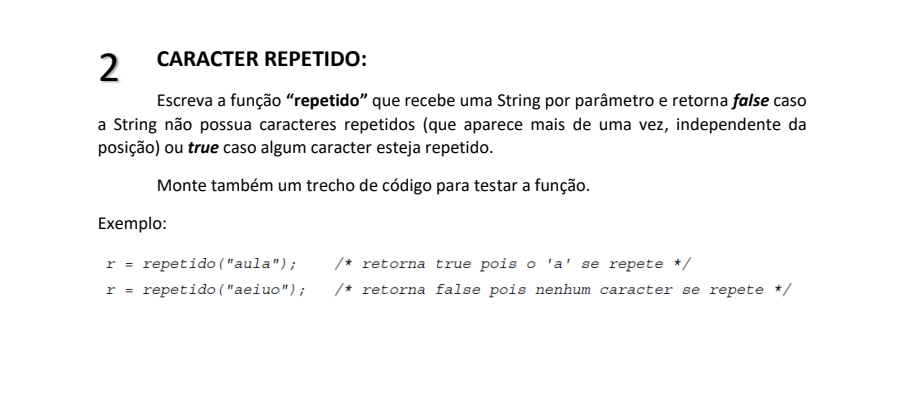 2 CARACTER REPETIDO:
Escreva a função “repetido” que recebe uma String por parâmetro e retorna false caso
a String não possua caracteres repetidos (que aparece mais de uma vez, independente da
posição) ou true caso algum caracter esteja repetido.
Monte também um trecho de código para testar a função.
Exemplo:
r = repetido("aula"); /* retorna true pois o 'a' se repete */
r = repetido("aeiuo"); /* retorna false pois nenhum caracter se repete */